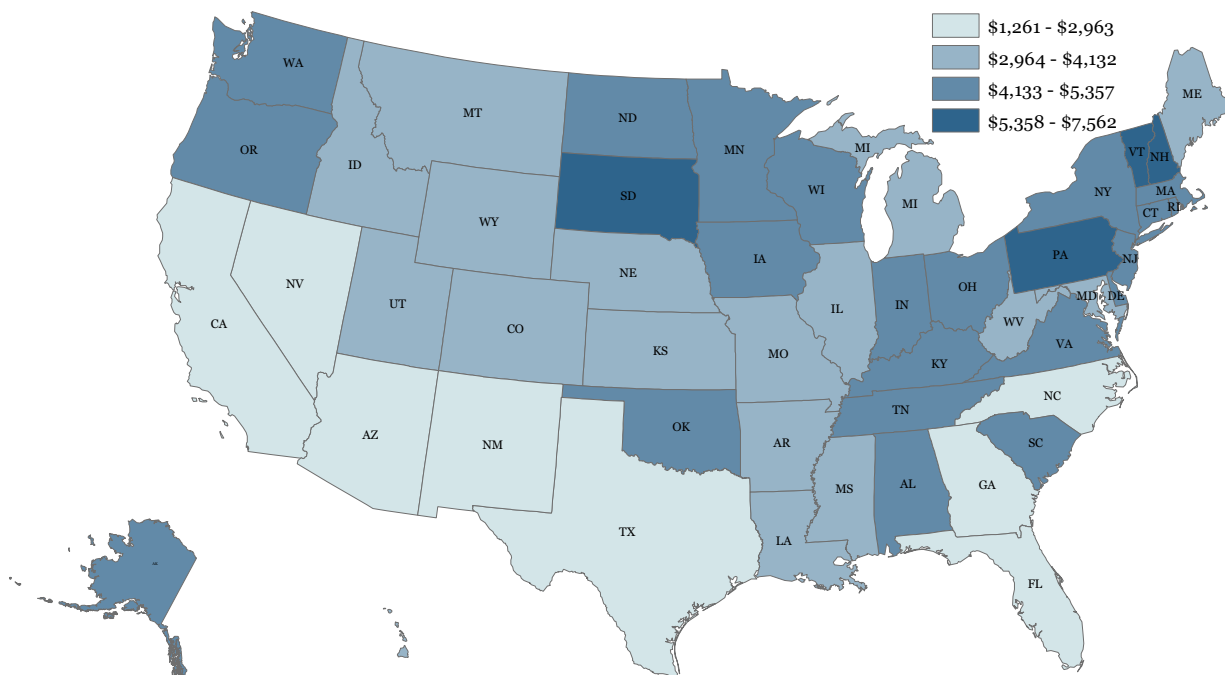 $1,261 - $2,963
$2,964 - $4,132
$4,133 - $5,357
$5,358 - $7,562
WA
MT
ND
MN
OR
ID
WY
SD
WI
MI
MI
ME
VT
NH
NY
MA
CT
RI
NV
UT
CO
NE
IA
IL
IN
OH
PA
NJ
MD
DE
CA
KS
MO
WV
VA
KY
AZ
NM
OK
AR
TN
NC
SC
TX
LA
MS
AL
GA
FL